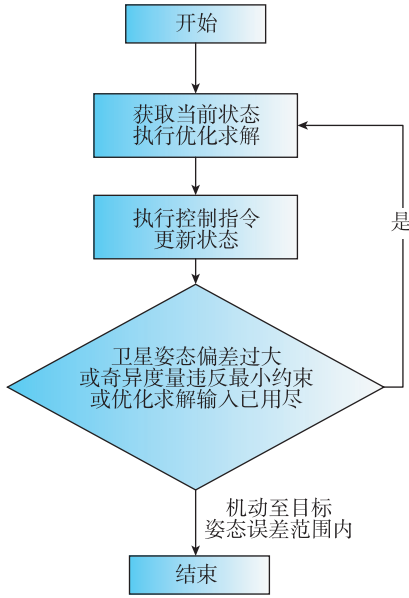 开始
获取当前状态
执行优化求解
执行控制指令
更新状态
是
卫星姿态偏差过大
或奇异度量违反最小约束
或优化求解输入已用尽
机动至目标
姿态误差范围内
结束